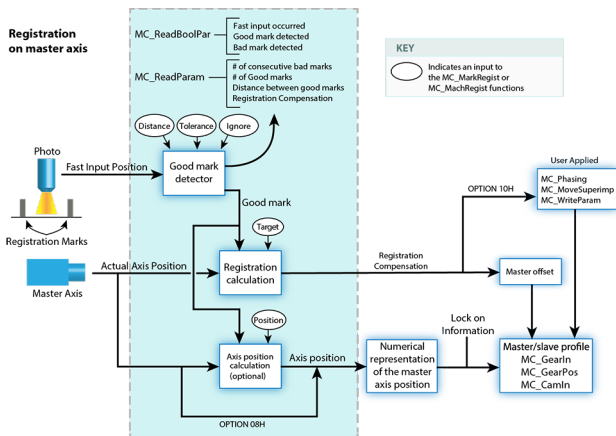 Registration
on master axis
MC_ReadBoolPar
Fast input occurred
Good mark detected
Bad mark detected
MC_ReadParam
# of consecutive bad marks
# of Good marks
Distance between good marks
Registration Compensation
KEY
Indicates an input to
the MC_MarkRegist or
MC_MachRegist functions
Distance
Tolerance
Ignore
Photo
Fast Input Position
Good mark
detector
Registration Marks
Good mark
Target
User Applied
MC_Phasing
MC_MoveSuperimp
MC_WriteParam
OPTION 10H
Master Axis
Actual Axis Position
Registration
calculation
Registration
Compensation
Master offset
Position
Lock on
Information
Axis position
calculation
(optional)
Axis position
Numerical
representation
of the master
axis position
Master/slave profile
MC_GearIn
MC_GearPos
MC_CamIn
OPTION 08H